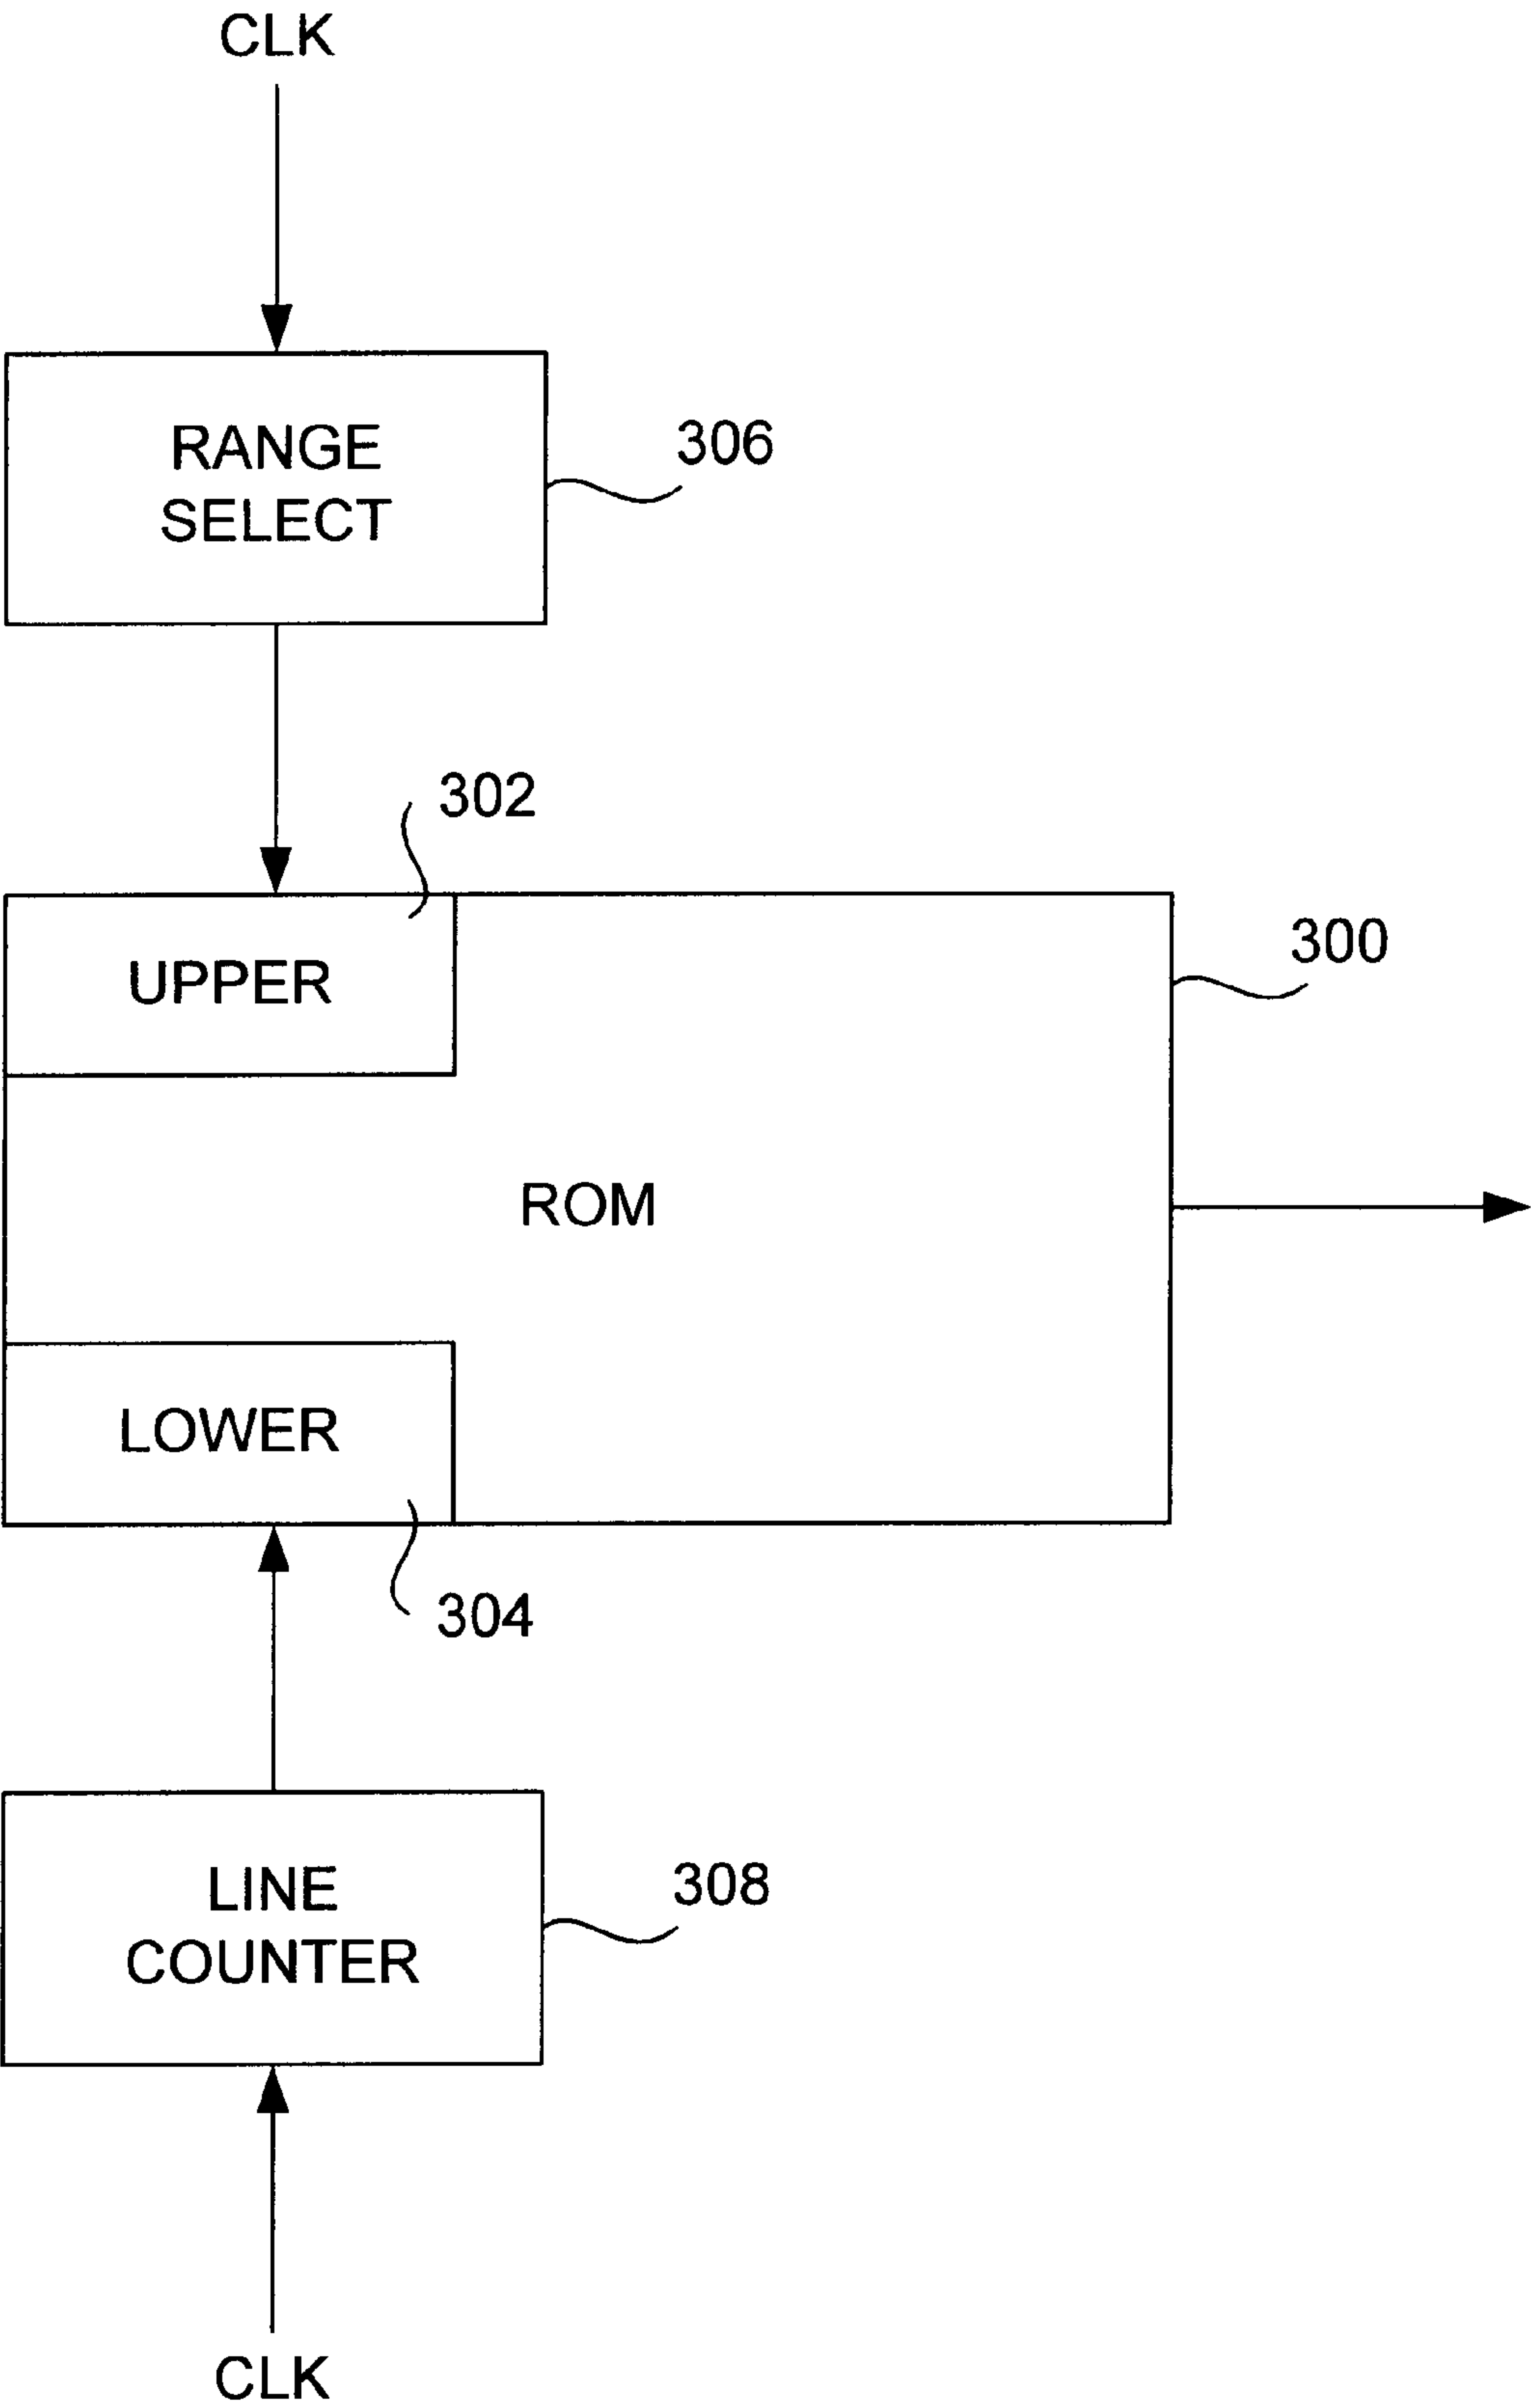 CLK
RANGE
SELECT
306
302
UPPER
300
ROM
LOWER
304
LINE
COUNTER
308
CLK